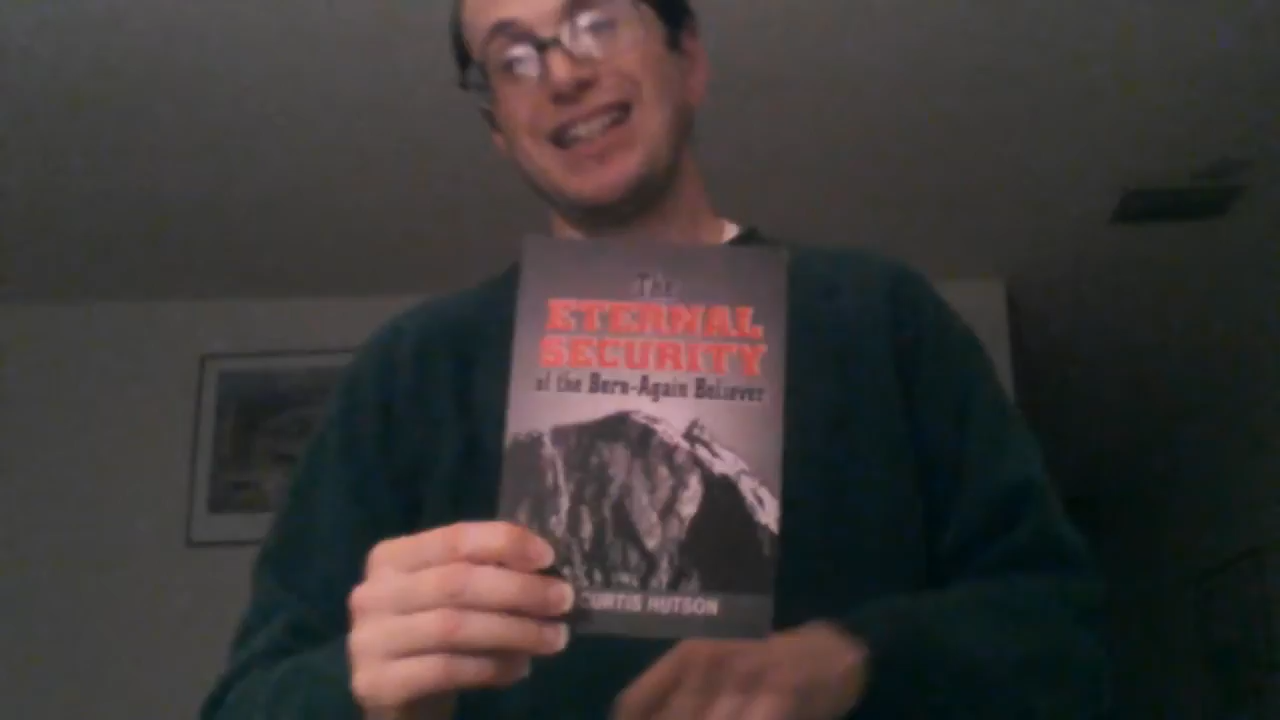 The
ETERNAL
SECURITY
of the Born-Again Believer
CURTIS HUTSON